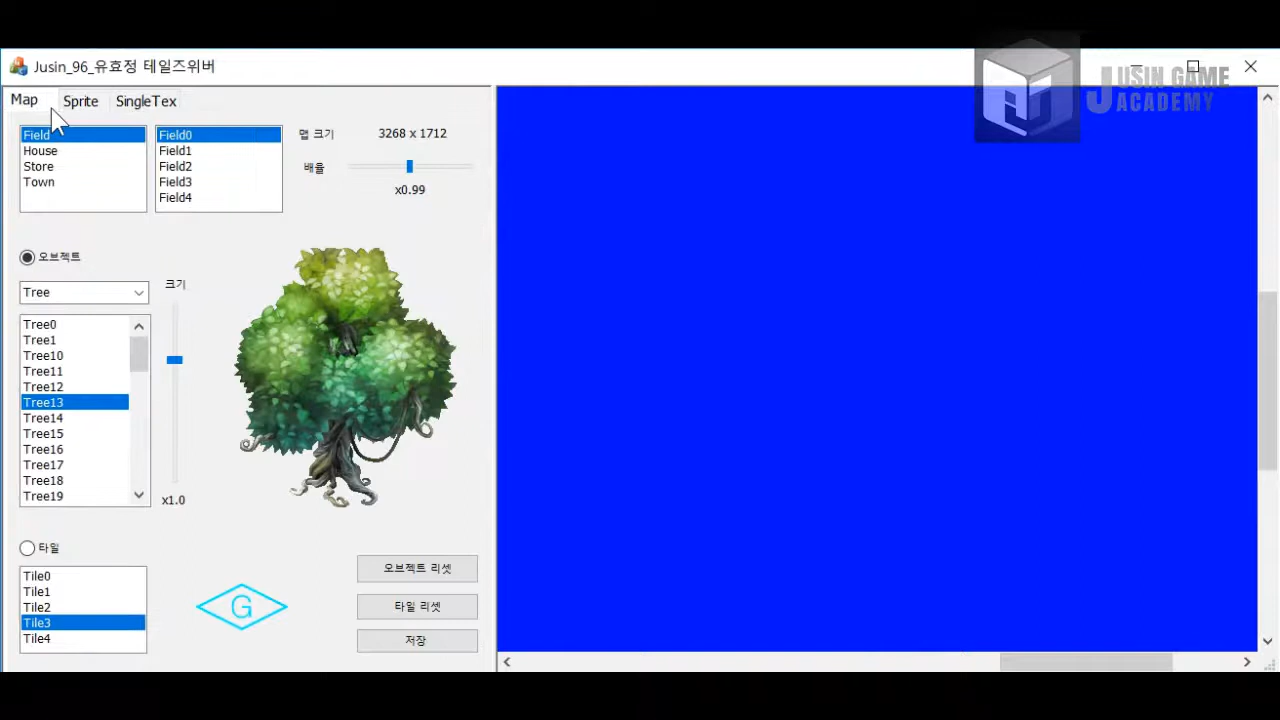 Jusin_96_유효정 테일즈위버
JUSIN GAME
ACADEMY
Map Sprite SingleTex
Field
House
Store
Town
Field0
Field1
Field2
Field3
Field4
맵 크기 3268 x 1712
배율
x0.99
오브젝트
Tree
크기
Tree0
Tree1
Tree10
Tree11
Tree12
Tree13
Tree14
Tree15
Tree16
Tree17
Tree18
Tree19
x1.0
타일
Tile0
Tile1
Tile2
Tile3
Tile4
G
오브젝트 리셋
타일 리셋
저장